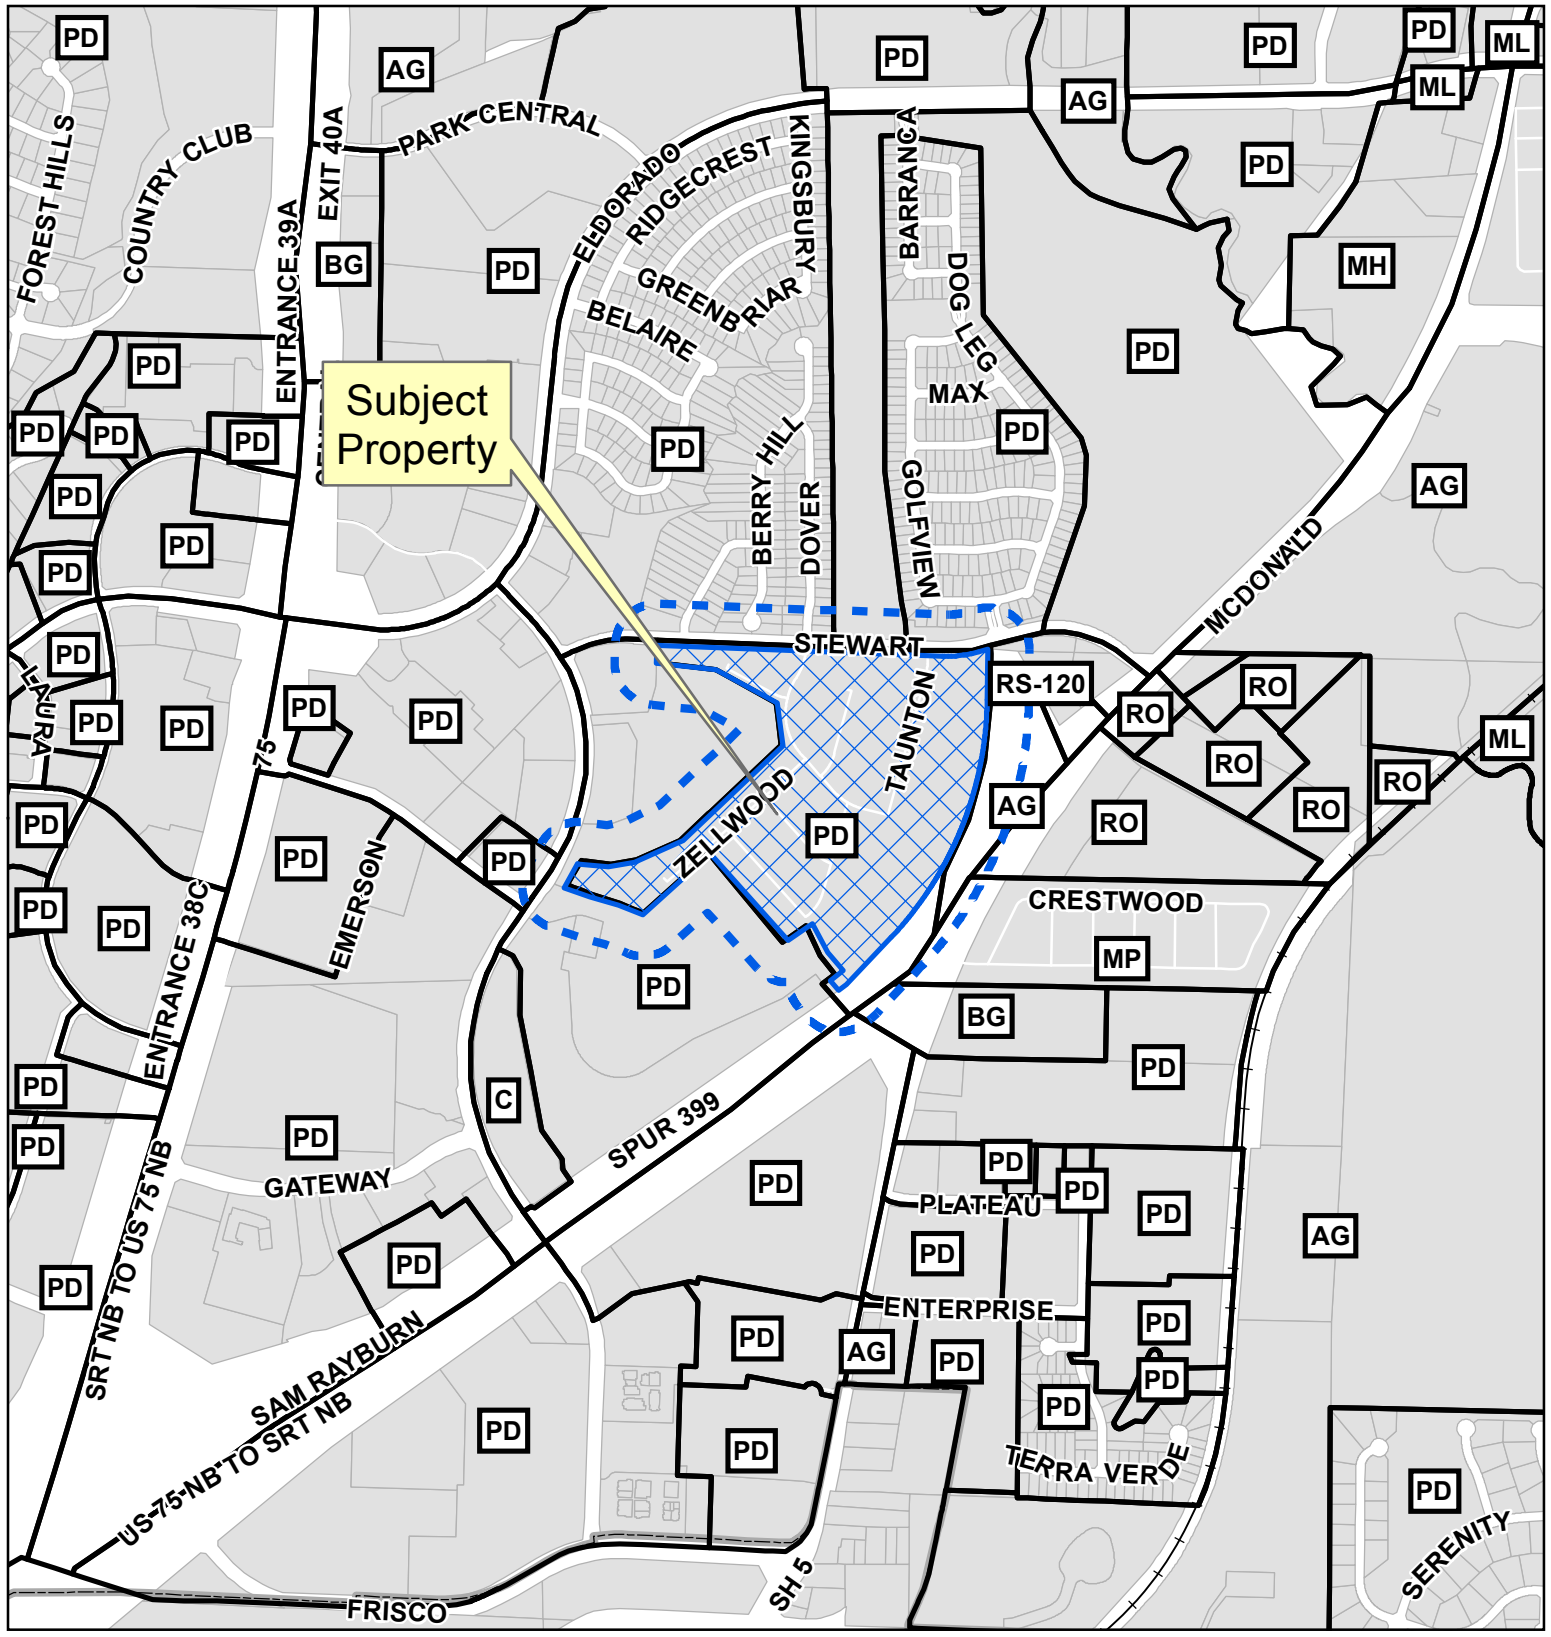 PD
AG
PD
PD
PD
ML
ML
AG
PARK CENTRAL
EXIT 40A
COUNTRY CLUB
FOREST HILLS
KINGSBURY
BARRANCA
ELDORADO
RIDGECREST
PD
ENTRANCE 39A
BG
PD
GREENBRIAR
BELAIRE
DOG LEG
MH
PD
PD
Subject
Property
MAX
PD
PD
PD
PD
PD
PD
BERRY HILL
DOVER
GOLFVIEW
AG
PD
PD
MCDONALD
PD
LAURA
STEWART
RS-120
RO
RO
PD
PD
PD
PD
75
TAUNTON
RO
ML
RO
RO
ZELLWOOD
AG
RO
PD
PD
PD
PD
PD
EMERSON
ENTRANCE 38C
CRESTWOOD
PD
PD
MP
PD
BG
PD
PD
C
SPUR 399
PD
PD
PD
PD
PD
PD
GATEWAY
PLATEAU
PD
AG
SRT NB TO US 75 NB
PD
PD
PD
ENTERPRISE
PD
SAM RAYBURN
US 75 NB TO SRT NB
PD
AG
PD
PD
PD
PD
PD
TERRA VERDE
PD
SERENITY
SH 5
FRISCO